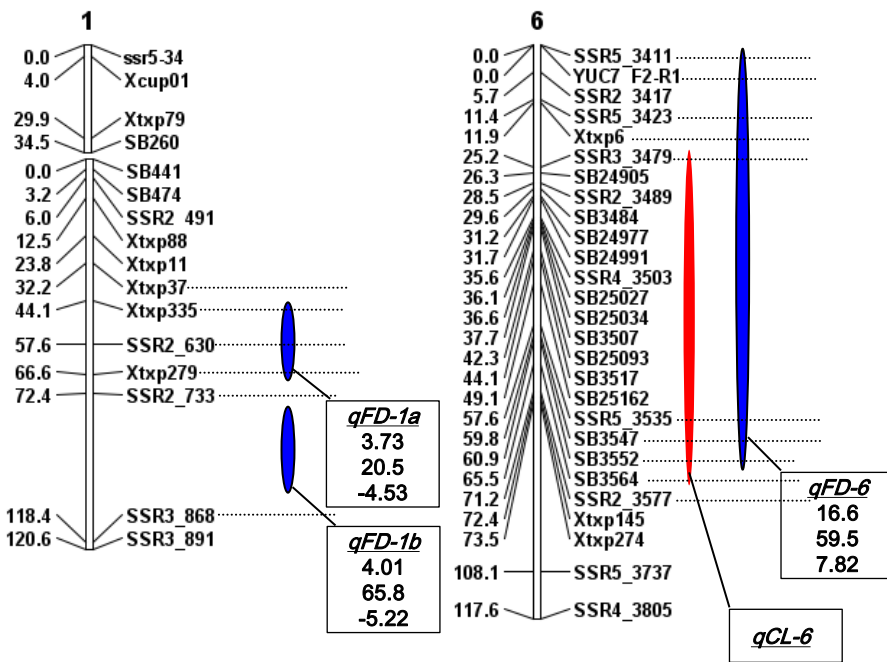 1
0.0 ssr5-34
4.0 Xcup01
29.9 Xtxp79
34.5 SB260
0.0 SB441
3.2 SB474
6.0 SSR2_491
12.5 Xtxp88
23.8 Xtxp11
32.2 Xtxp37
44.1 Xtxp335
57.6 SSR2_630
66.6 Xtxp279
72.4 SSR2_733
118.4 SSR3_868
120.6 SSR3_891
qFD-1a
3.73
20.5
-4.53
qFD-1b
4.01
65.8
-5.22
6
0.0 SSR5_3411
0.0 YUC7_F2-R1
5.7 SSR2_3417
11.4 SSR5_3423
11.9 Xtxp6
25.2 SSR3_3479
26.3 SB24905
28.5 SSR2_3489
29.6 SB3484
31.2 SB24977
31.7 SB24991
35.6 SSR4_3503
36.1 SB25027
36.6 SB25034
37.7 SB3507
42.3 SB25093
44.1 SB3517
49.1 SB25162
57.6 SSR5_3535
59.8 SB3547
60.9 SB3552
65.5 SB3564
71.2 SSR2_3577
72.4 Xtxp145
73.5 Xtxp274
108.1 SSR5_3737
117.6 SSR4_3805
qFD-6
16.6
59.5
7.82
qCL-6